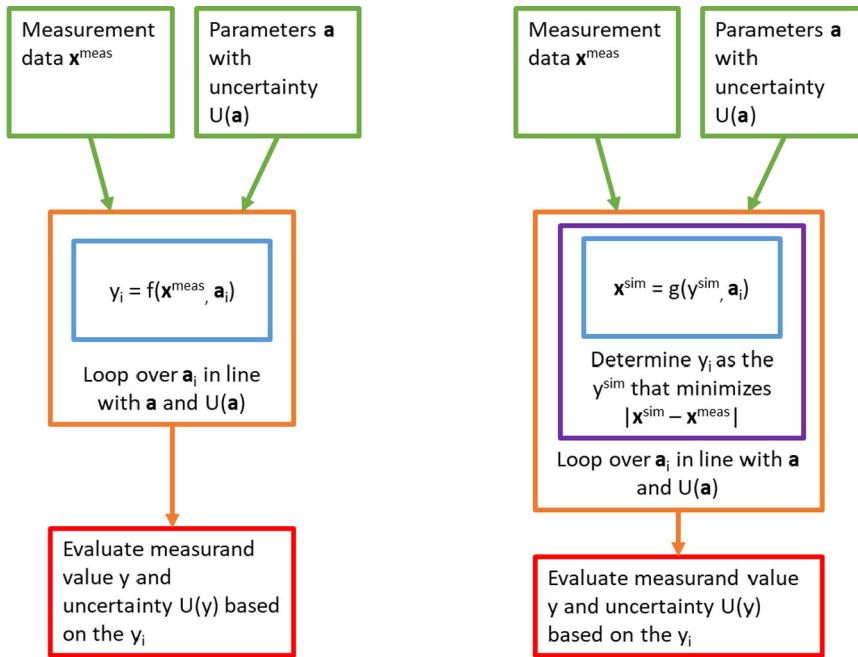 Measurement
data x^meas
Parameters a
with
uncertainty
U(a)
y_i = f(x^meas, a_i)
Loop over a_i in line
with a and U(a)
Evaluate measurand
value y and
uncertainty U(y) based
on the y_i
Measurement
data x^meas
Parameters a
with
uncertainty
U(a)
x^sim = g(y^sim, a_i)
Determine y_i as the
y^sim that minimizes
|x^sim – x^meas|
Loop over a_i in line with a
and U(a)
Evaluate measurand value
y and uncertainty U(y)
based on the y_i